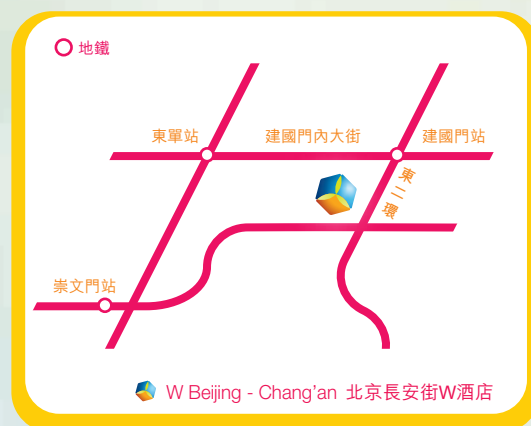 地鐵
東單站
建國門內大街
建國門站
東二環
崇文門站
W Beijing - Chang'an 北京長安街W酒店